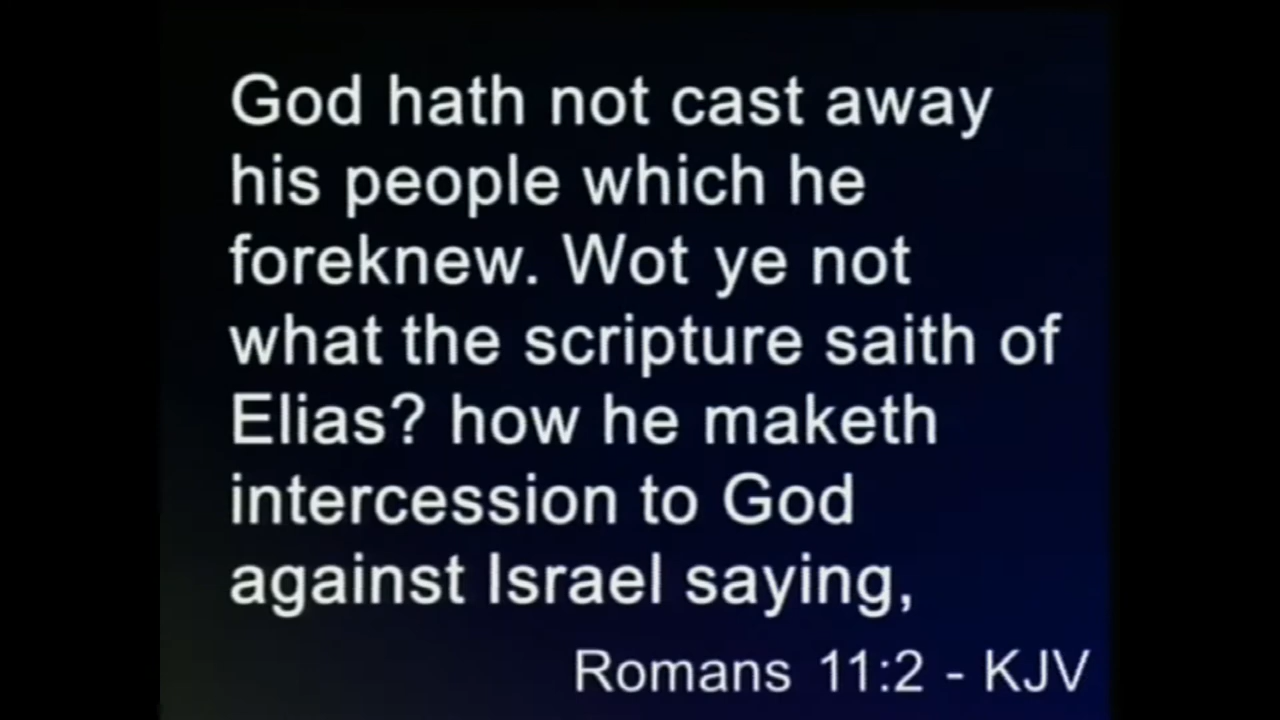 God hath not cast away
his people which he
foreknew. Wot ye not
what the scripture saith of
Elias? how he maketh
intercession to God
against Israel saying,
Romans 11:2 - KJV